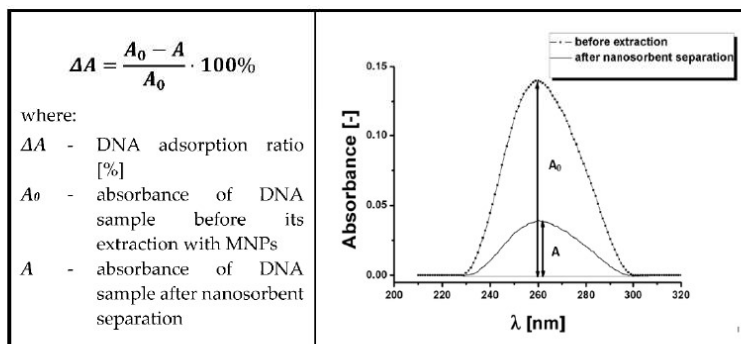 ΔA = (A₀ − A) / A₀ · 100%
where:
ΔA - DNA adsorption ratio
[%]
A₀ - absorbance of DNA
sample before its
extraction with MNPs
A - absorbance of DNA
sample after nanosorbent
separation
before extraction
after nanosorbent separation
0.15
0.10
0.05
0.00
Absorbance [-]
A₀
A
200 220 240 260 280 300 320
λ [nm]